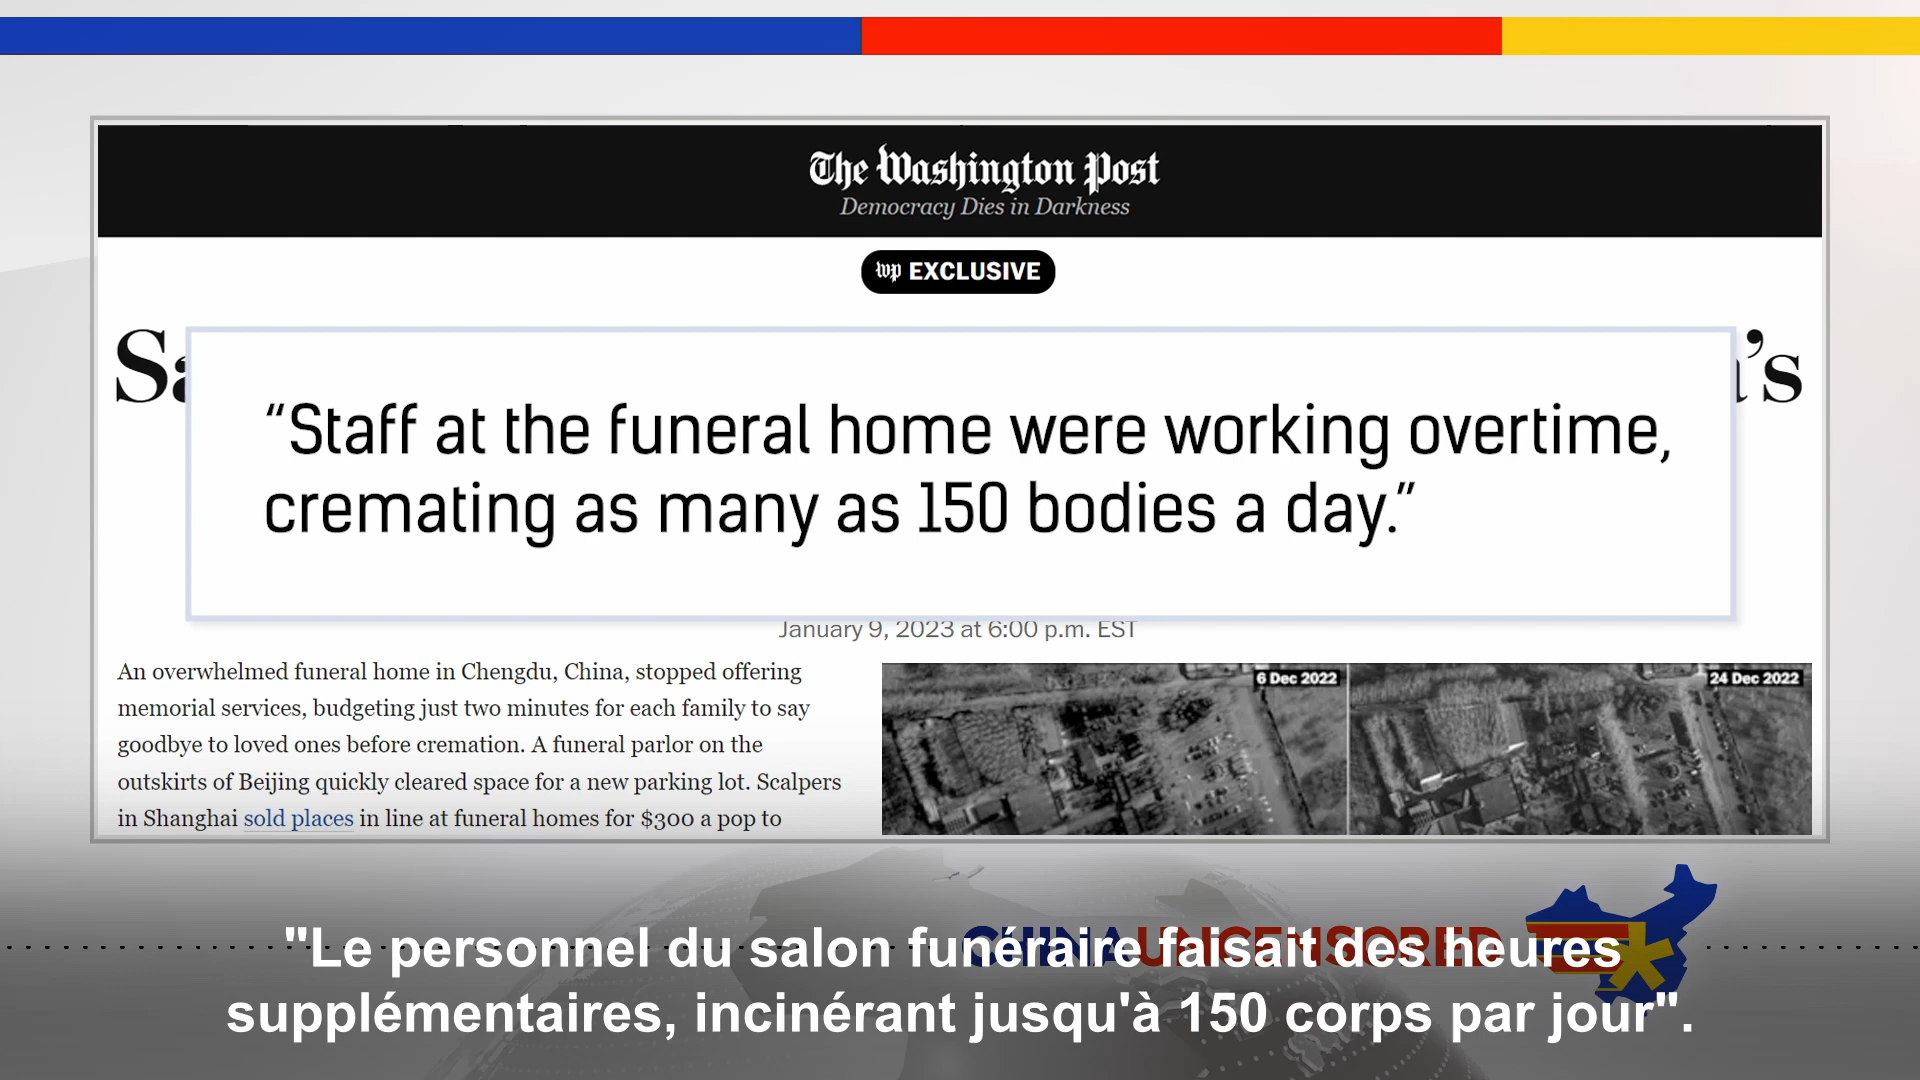 The Washington Post
Democracy Dies in Darkness
wp EXCLUSIVE
“Staff at the funeral home were working overtime,
cremating as many as 150 bodies a day.”
January 9, 2023 at 6:00 p.m. EST
An overwhelmed funeral home in Chengdu, China, stopped offering
memorial services, budgeting just two minutes for each family to say
goodbye to loved ones before cremation. A funeral parlor on the
outskirts of Beijing quickly cleared space for a new parking lot. Scalpers
in Shanghai sold places in line at funeral homes for $300 a pop to
6 Dec 2022
24 Dec 2022
CHINA UNCENSORED
"Le personnel du salon funéraire faisait des heures
supplémentaires, incinérant jusqu'à 150 corps par jour".